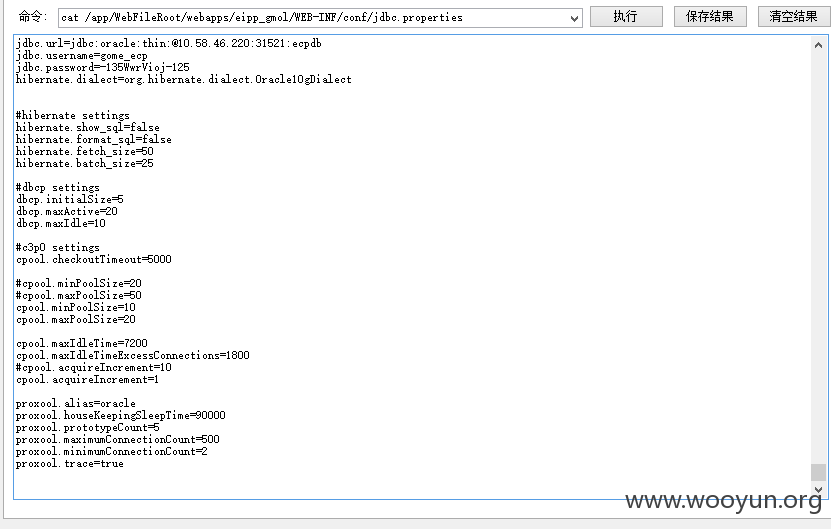 命令: cat /app/WebFileRoot/webapps/eipp_gmol/WEB-INF/conf/jdbc.properties 执行 保存结果 清空结果
jdbc.url=jdbc:oracle:thin:@10.58.46.220:31521:ecpdb
jdbc.username=gome_ecp
jdbc.password=-135WwrVioj-125
hibernate.dialect=org.hibernate.dialect.Oracle10gDialect
#hibernate settings
hibernate.show_sql=false
hibernate.format_sql=false
hibernate.fetch_size=50
hibernate.batch_size=25
#dbcp settings
dbcp.initialSize=5
dbcp.maxActive=20
dbcp.maxIdle=10
#c3p0 settings
cpool.checkoutTimeout=5000
#cpool.minPoolSize=20
#cpool.maxPoolSize=50
cpool.minPoolSize=10
cpool.maxPoolSize=20
cpool.maxIdleTime=7200
cpool.maxIdleTimeExcessConnections=1800
#cpool.acquireIncrement=10
cpool.acquireIncrement=1
proxool.alias=oracle
proxool.houseKeepingSleepTime=90000
proxool.prototypeCount=5
proxool.maximumConnectionCount=500
proxool.minimumConnectionCount=2
proxool.trace=true
www.wooyun.org